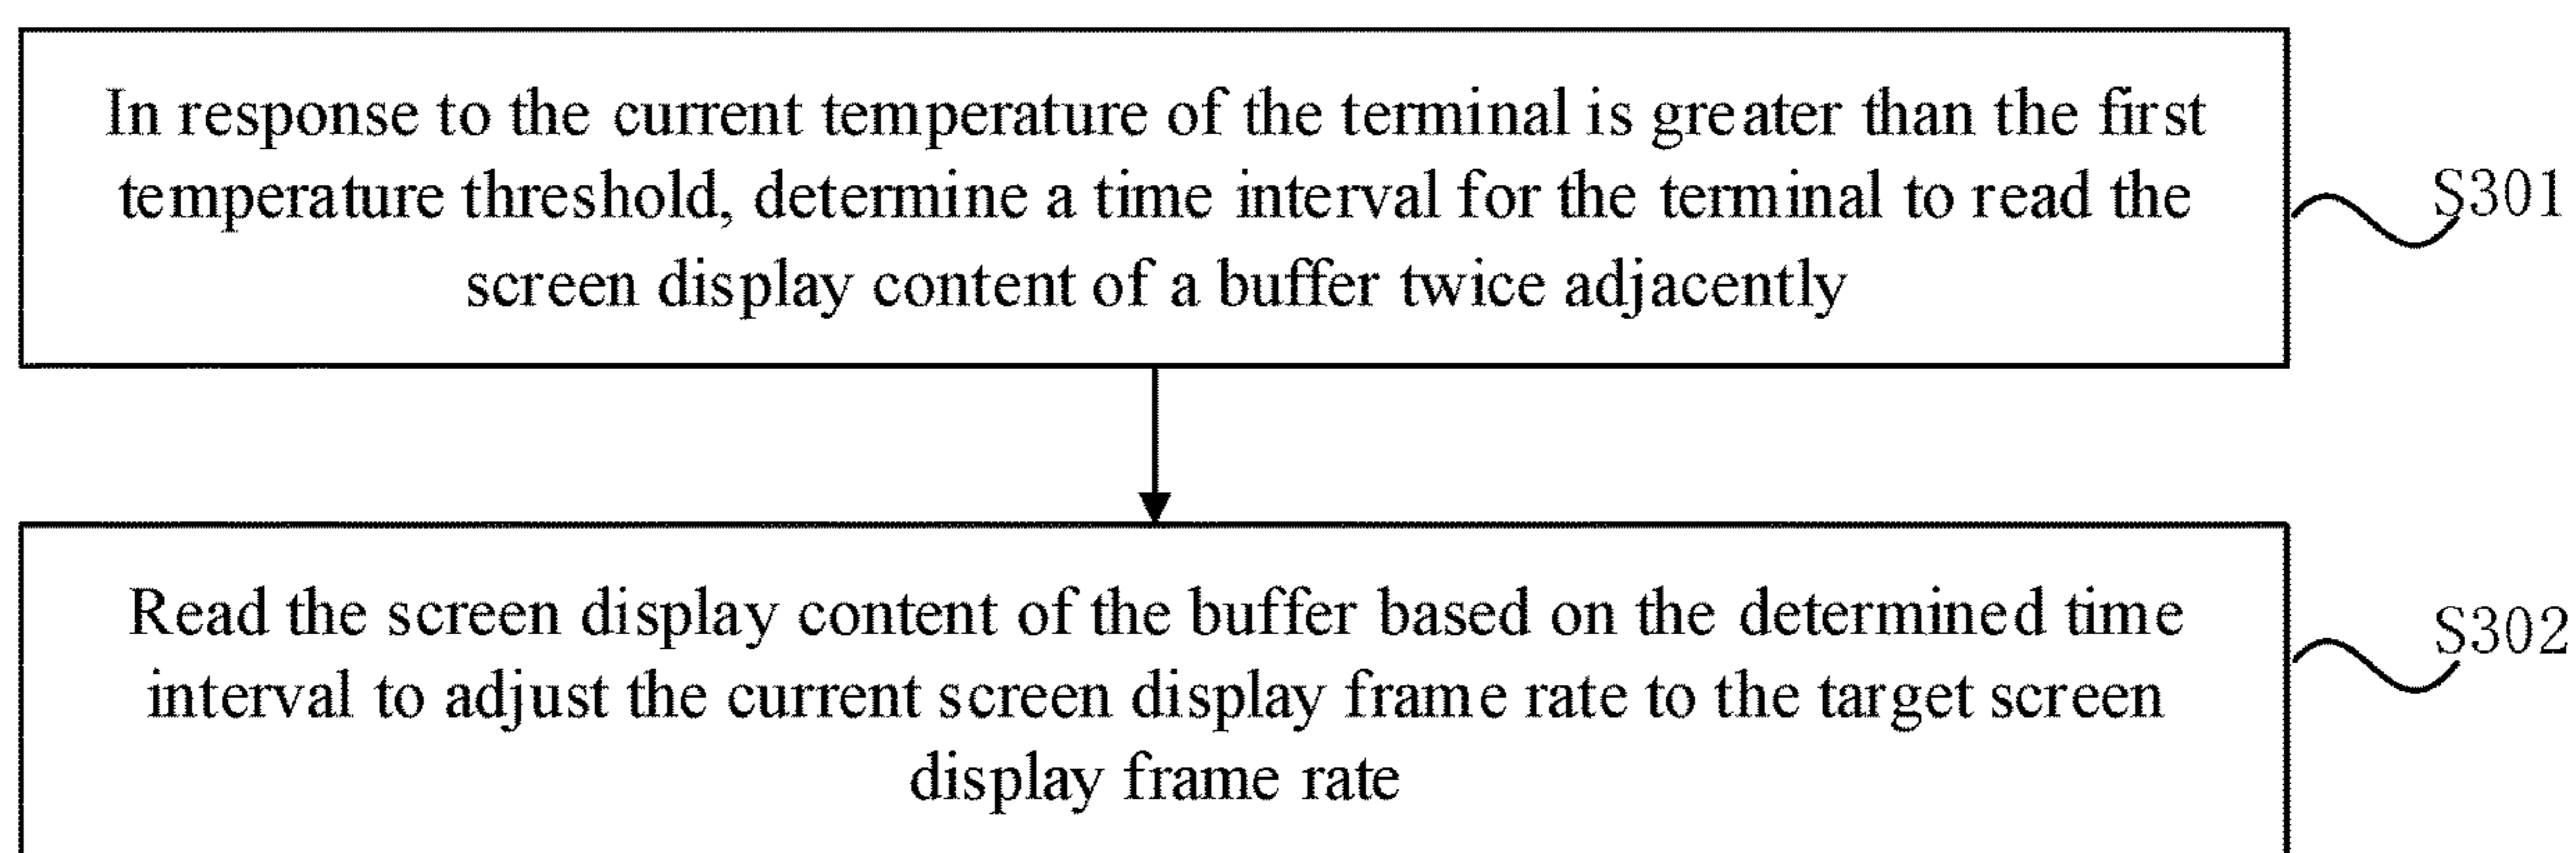 In response to the current temperature of the terminal is greater than the first
temperature threshold, determine a time interval for the terminal to read the
screen display content of a buffer twice adjacently
S301
Read the screen display content of the buffer based on the determined time
interval to adjust the current screen display frame rate to the target screen
display frame rate
S302